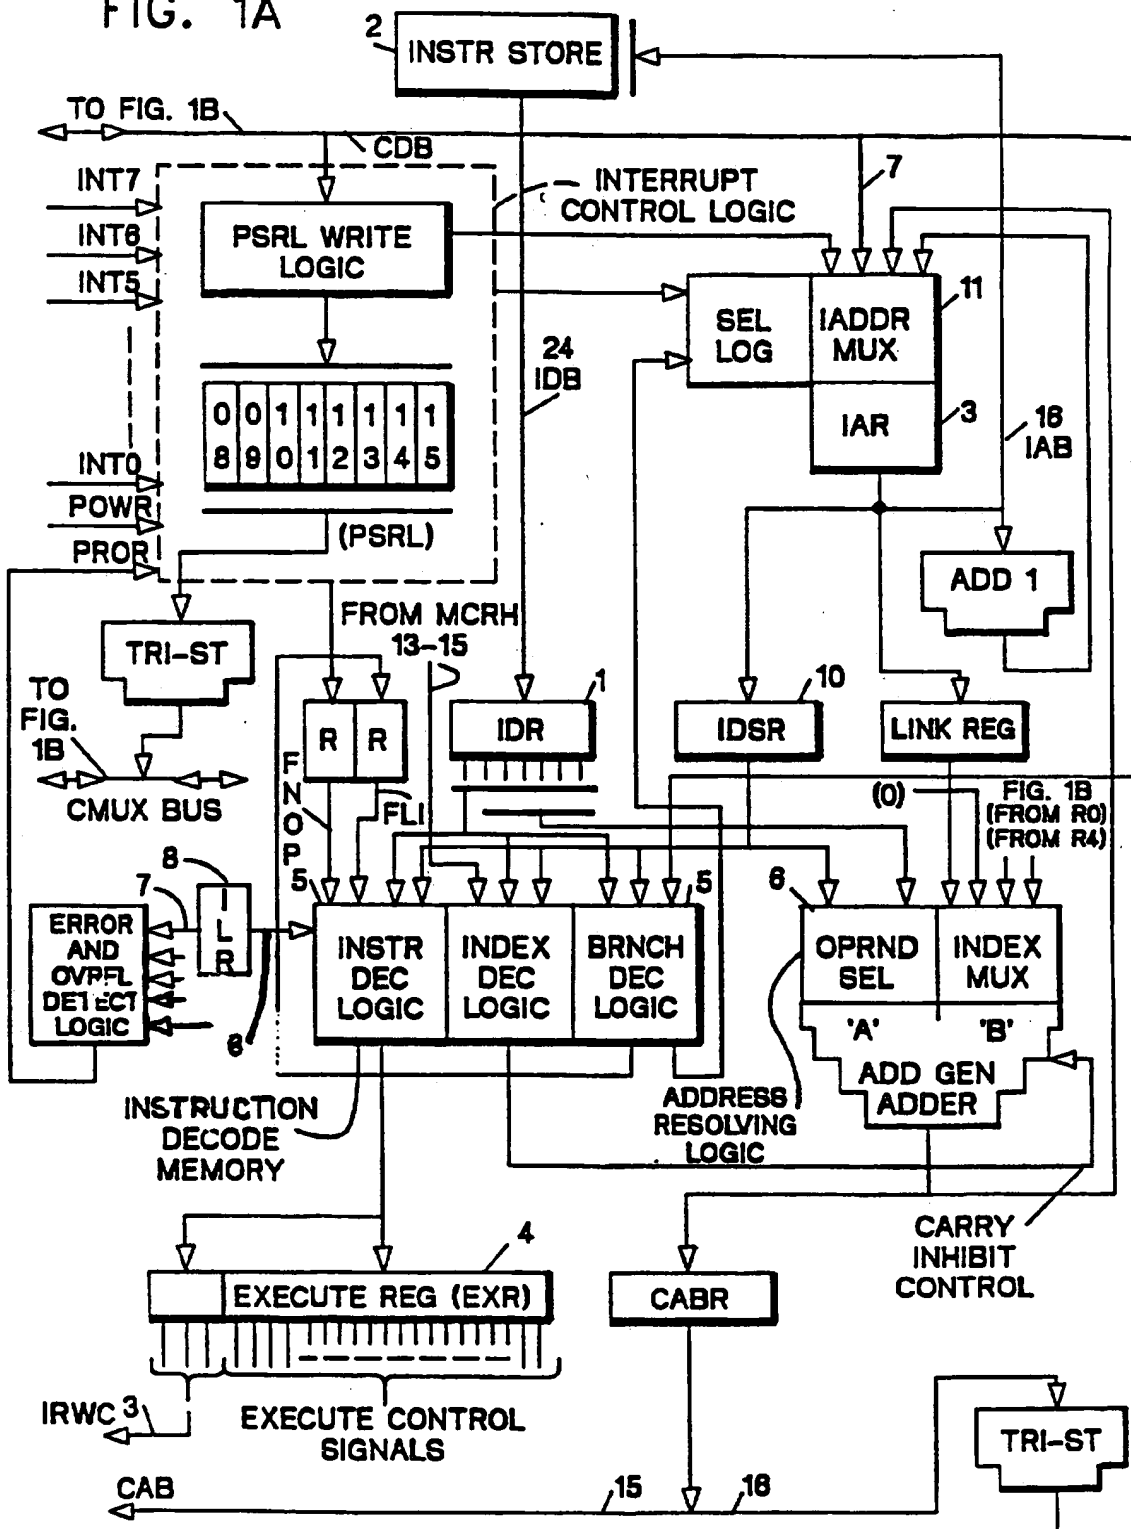 FIG. 1A
2
INSTR STORE
TO FIG. 1B
CDB
7
INT7
INT6
INT5
INT0
POWR
PROR
INTERRUPT
CONTROL LOGIC
PSRL WRITE
LOGIC
SEL
LOG
IADDR
MUX
11
IAR
3
24
IDB
16
IAB
0 0 1 1 1 1 1 1
8 9 0 1 2 3 4 5
(PSRL)
ADD 1
FROM MCRH
13-15
TRI-ST
TO
FIG.
1B
CMUX BUS
R R
FNOP
FLI
1
IDR
10
IDSR
LINK REG
(0)
FIG. 1B
(FROM R0)
(FROM R4)
8
7
ILR
6
ERROR
AND
OVRFL
DETECT
LOGIC
5
INSTR
DEC
LOGIC
INDEX
DEC
LOGIC
BRNCH
DEC
LOGIC
5
6
OPRND
SEL
INDEX
MUX
'A' 'B'
ADD GEN
ADDER
INSTRUCTION
DECODE
MEMORY
ADDRESS
RESOLVING
LOGIC
CARRY
INHIBIT
CONTROL
4
EXECUTE REG (EXR)
CABR
IRWC 3
EXECUTE CONTROL
SIGNALS
TRI-ST
CAB
15
16